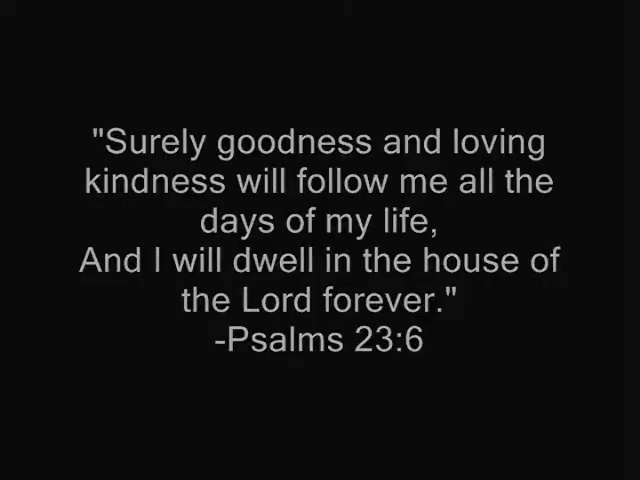 "Surely goodness and loving
kindness will follow me all the
days of my life,
And I will dwell in the house of
the Lord forever."
-Psalms 23:6